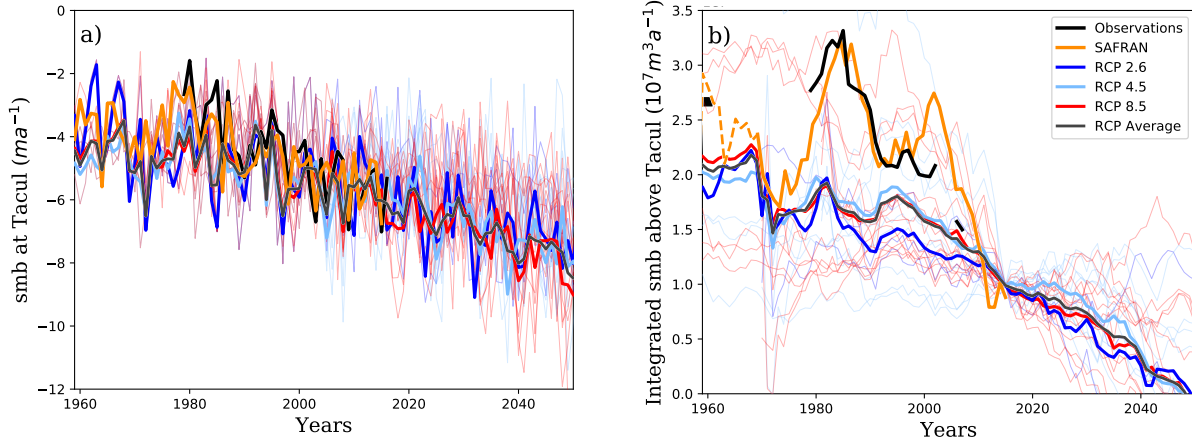 a)
0
−2
−4
−6
−8
−10
−12
smb at Tacul (ma⁻¹)
1960 1980 2000 2020 2040
Years
b)
3.5
3.0
2.5
2.0
1.5
1.0
0.5
0.0
Integrated smb above Tacul (10⁷m³a⁻¹)
1960 1980 2000 2020 2040
Years
Observations
SAFRAN
RCP 2.6
RCP 4.5
RCP 8.5
RCP Average